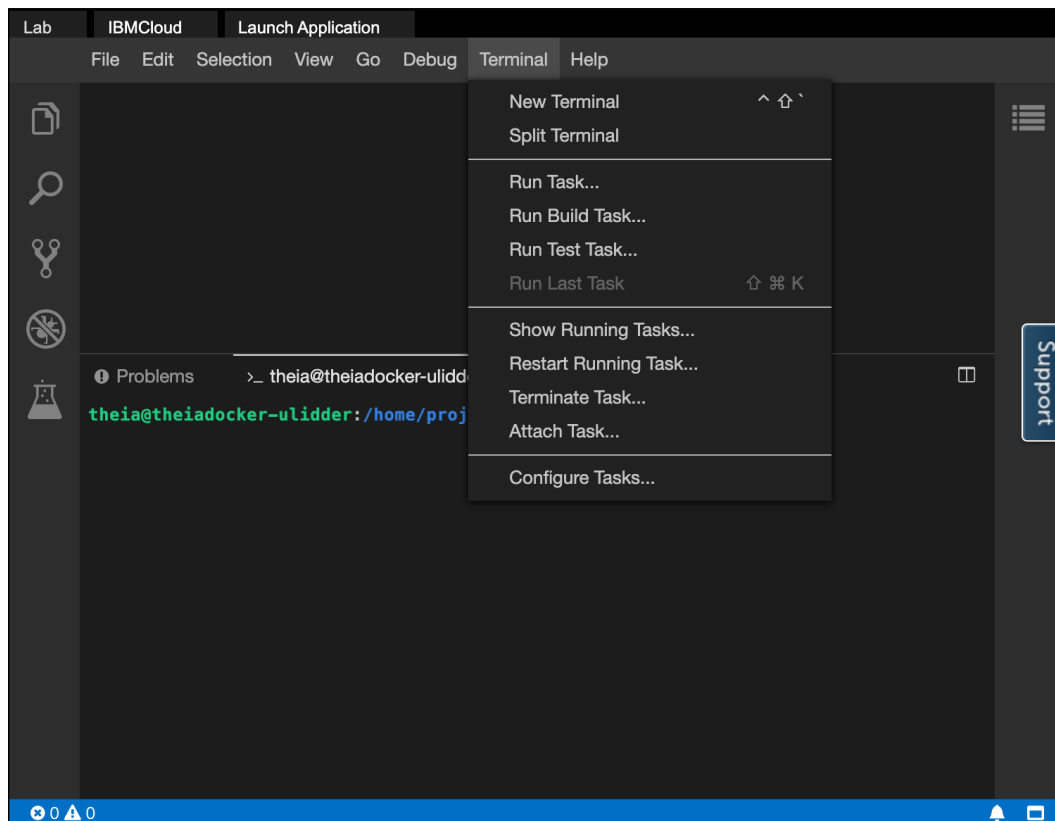 Lab IBMCloud Launch Application
File Edit Selection View Go Debug Terminal Help
New Terminal ^ ⇧ `
Split Terminal
Run Task...
Run Build Task...
Run Test Task...
Run Last Task ⇧ ⌘ K
Show Running Tasks...
Restart Running Task...
Terminate Task...
Attach Task...
Configure Tasks...
Problems >_ theia@theiadocker-ulidd
theia@theiadocker-ulidder:/home/proj
Support
0 0